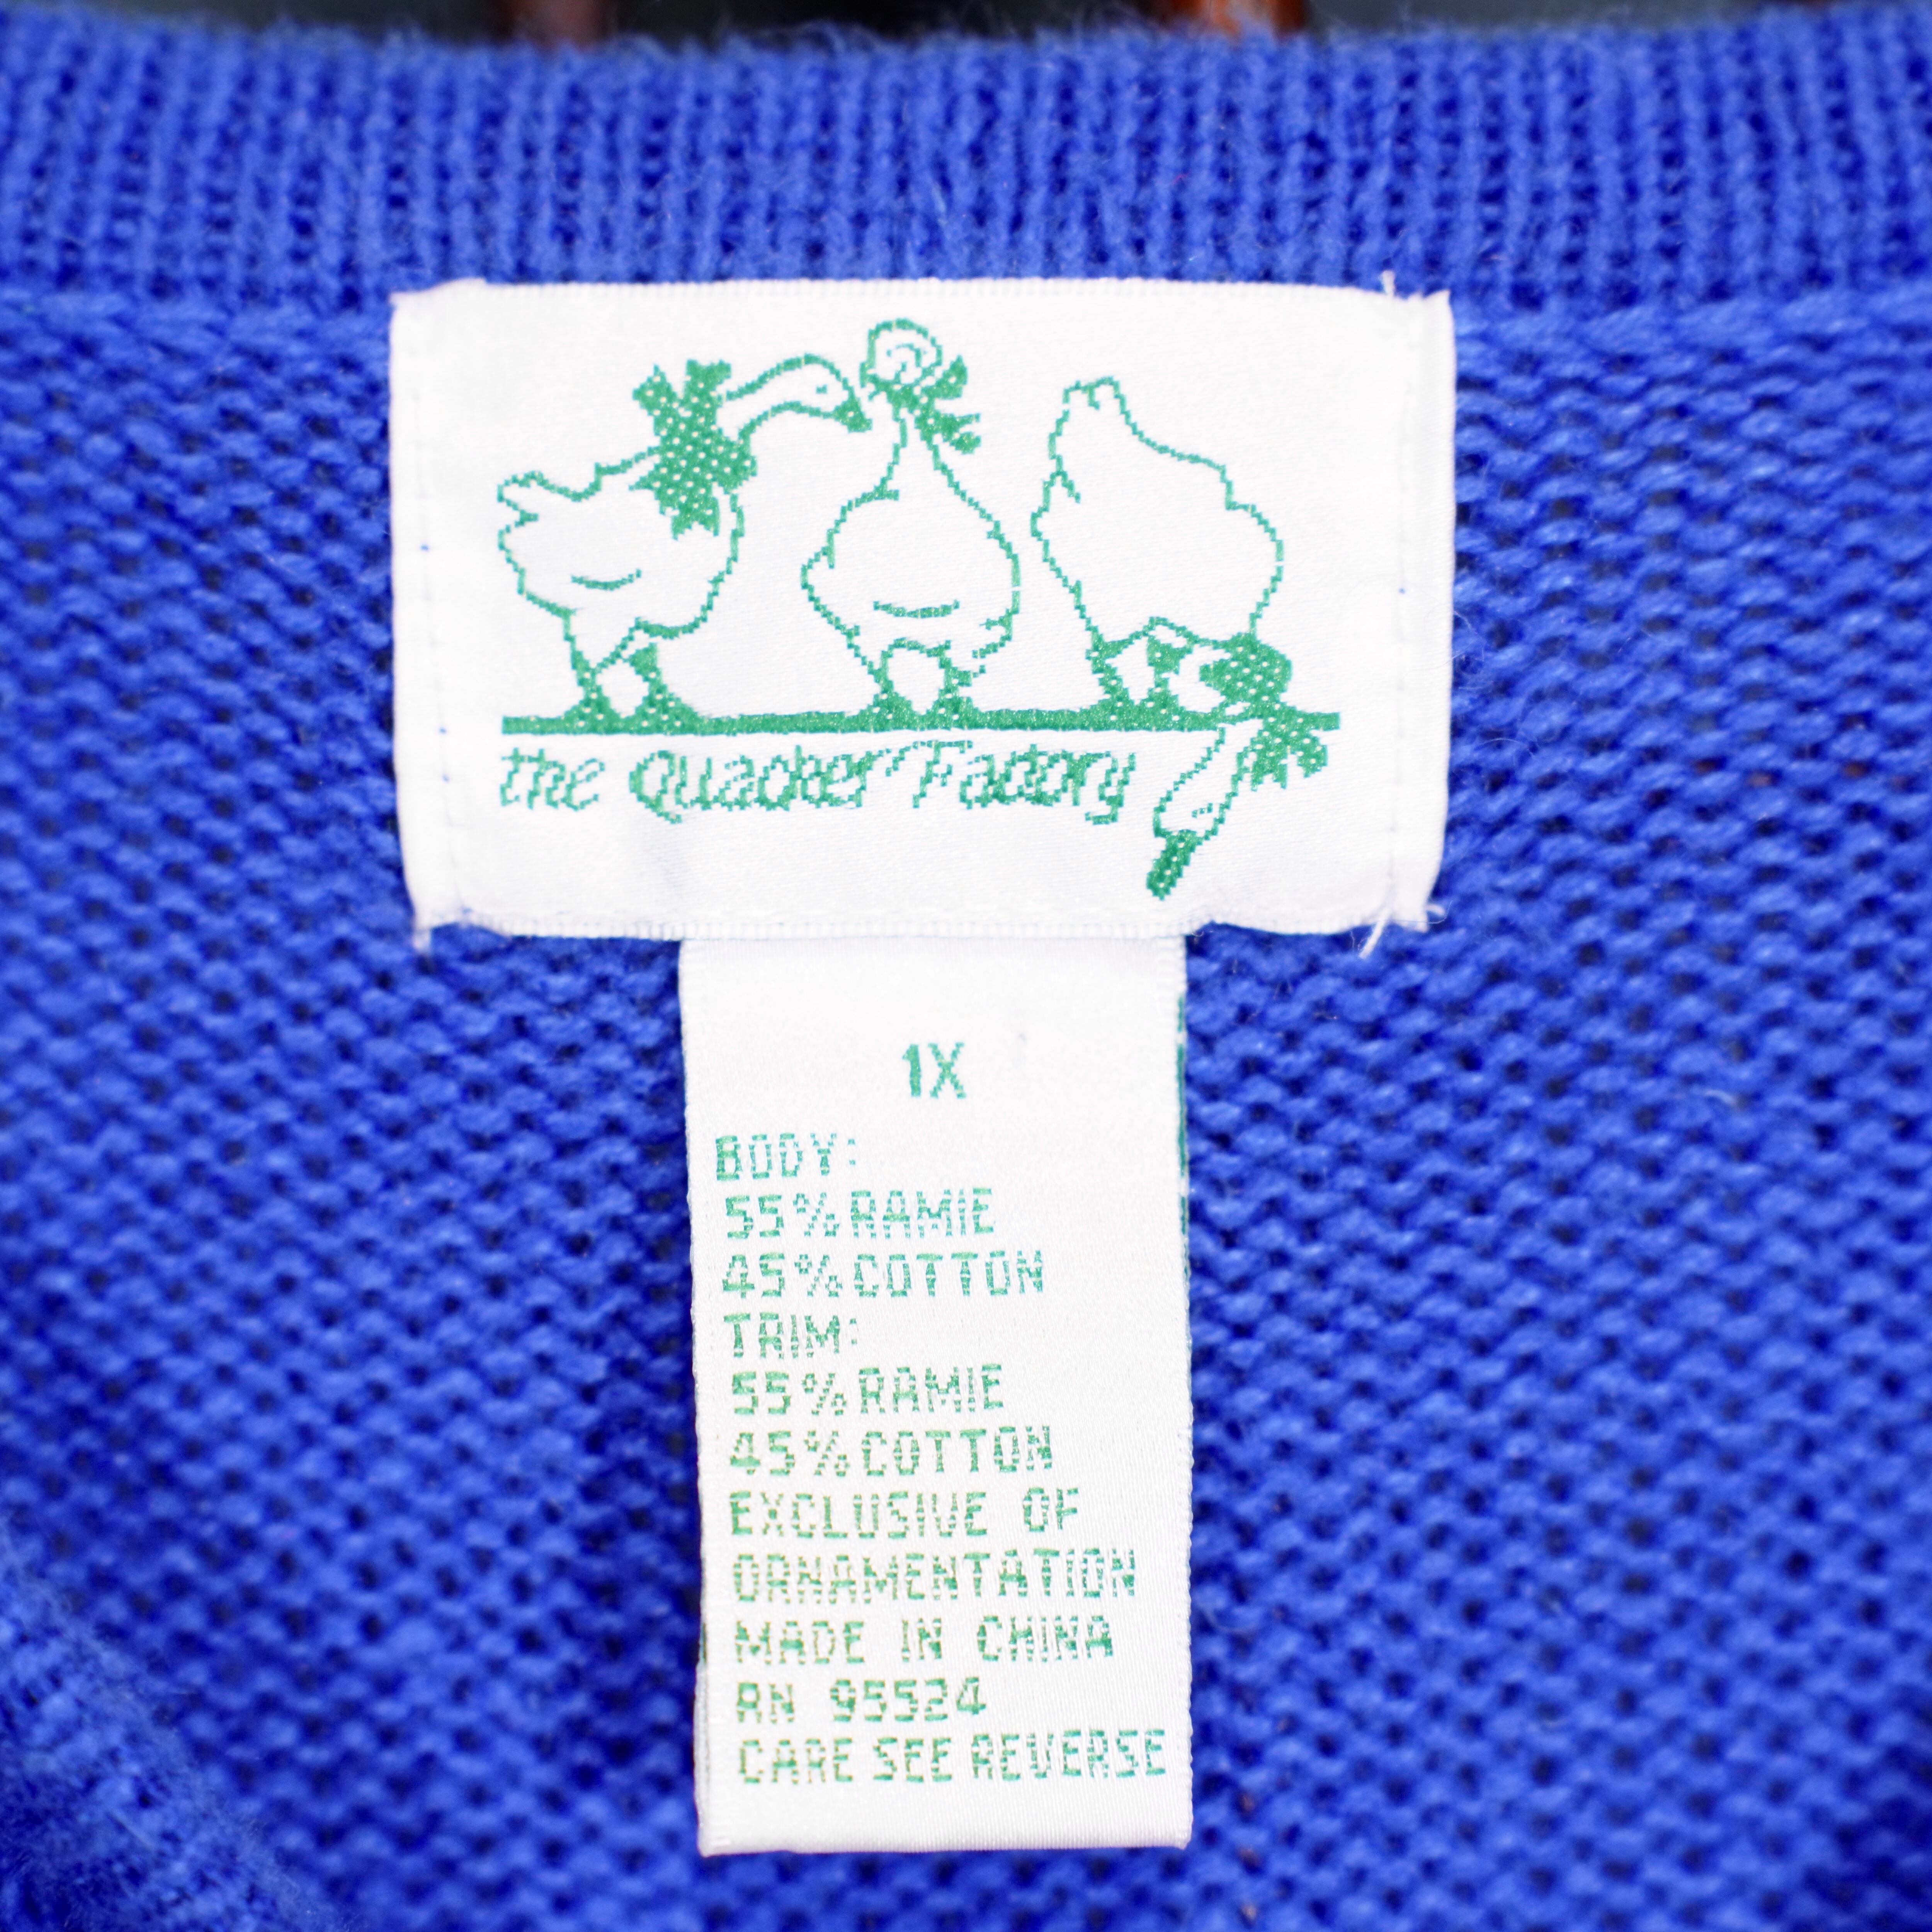 the Quacker Factory
1X
BODY:
55% RAMIE
45% COTTON
TRIM:
55% RAMIE
45% COTTON
EXCLUSIVE OF
ORNAMENTATION
MADE IN CHINA
RN 95524
CARE SEE REVERSE